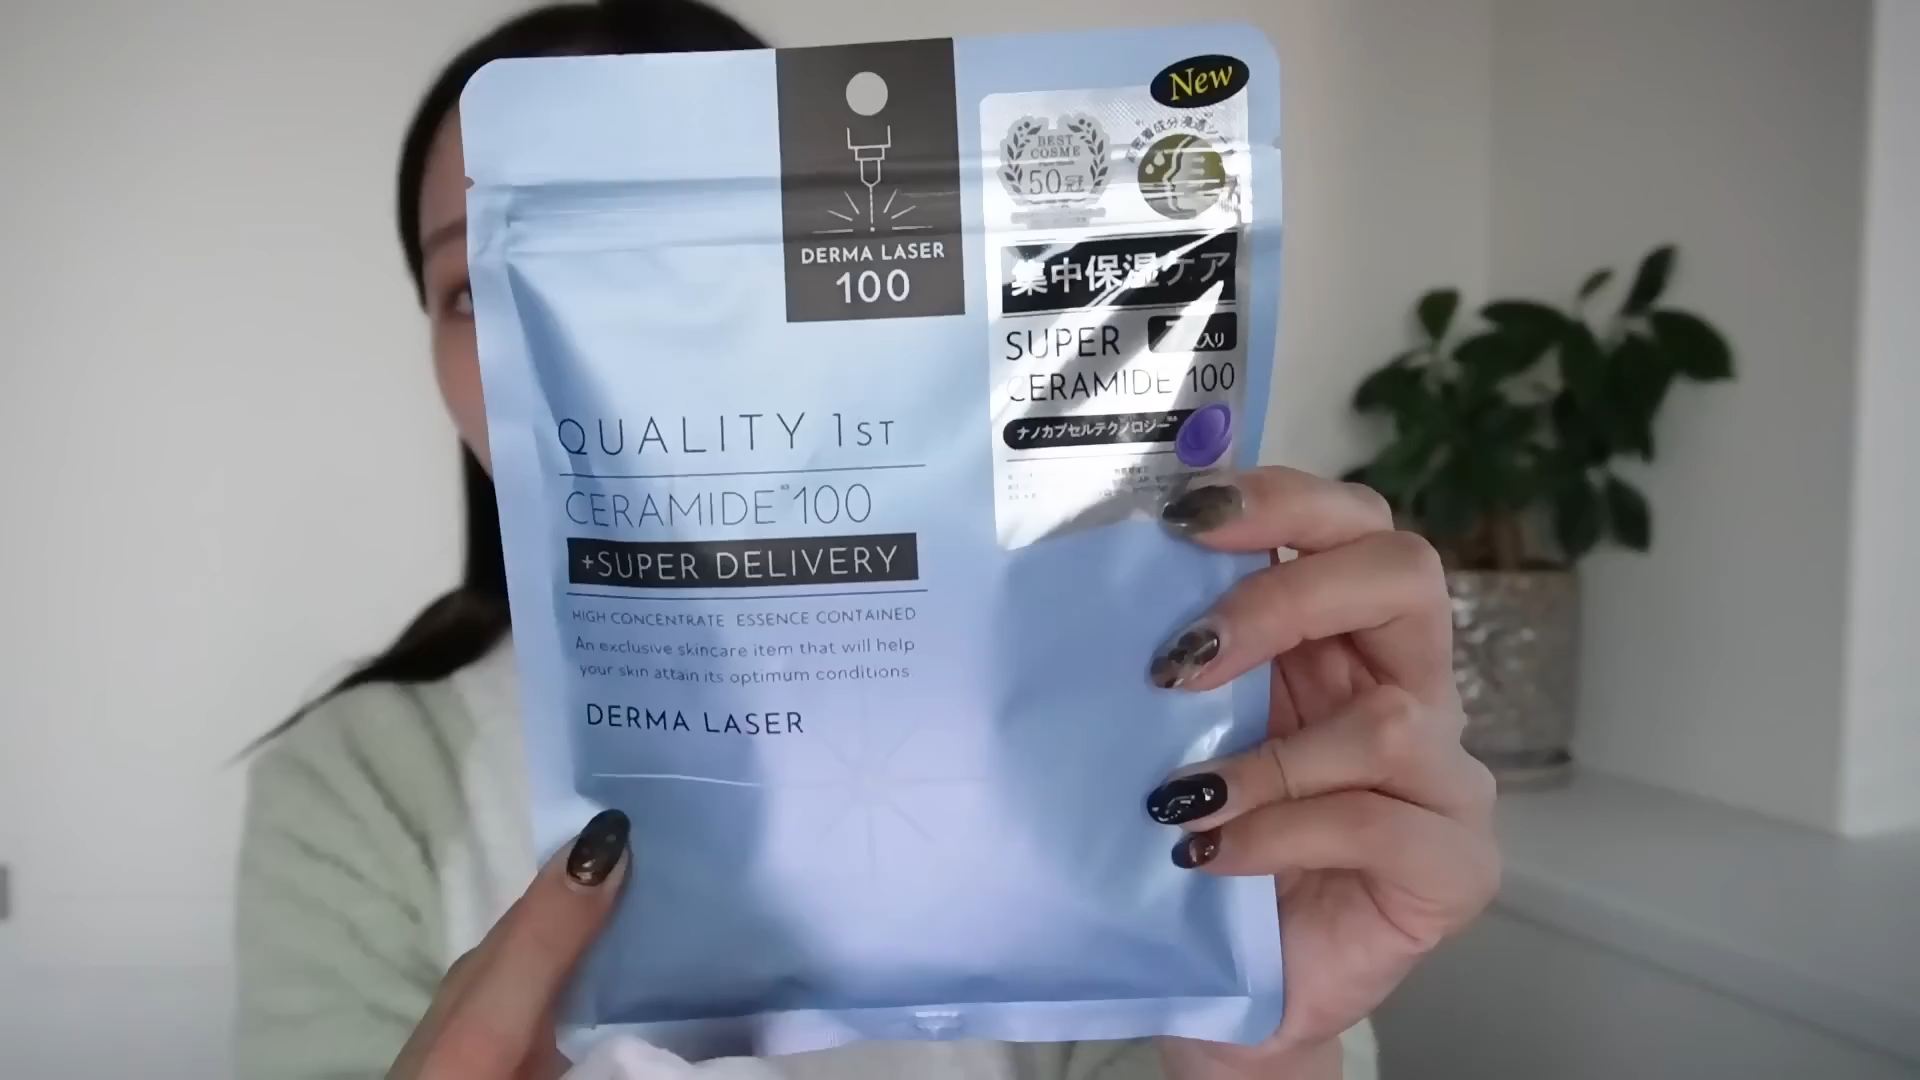 New
BEST
COSME
50冠
DERMA LASER
100
集中保湿ケア
SUPER
入り
CERAMIDE 100
ナノカプセルテクノロジー
QUALITY 1ST
CERAMIDE 100
+SUPER DELIVERY
HIGH CONCENTRATE ESSENCE CONTAINED
An exclusive skincare item that will help
your skin attain its optimum conditions.
DERMA LASER